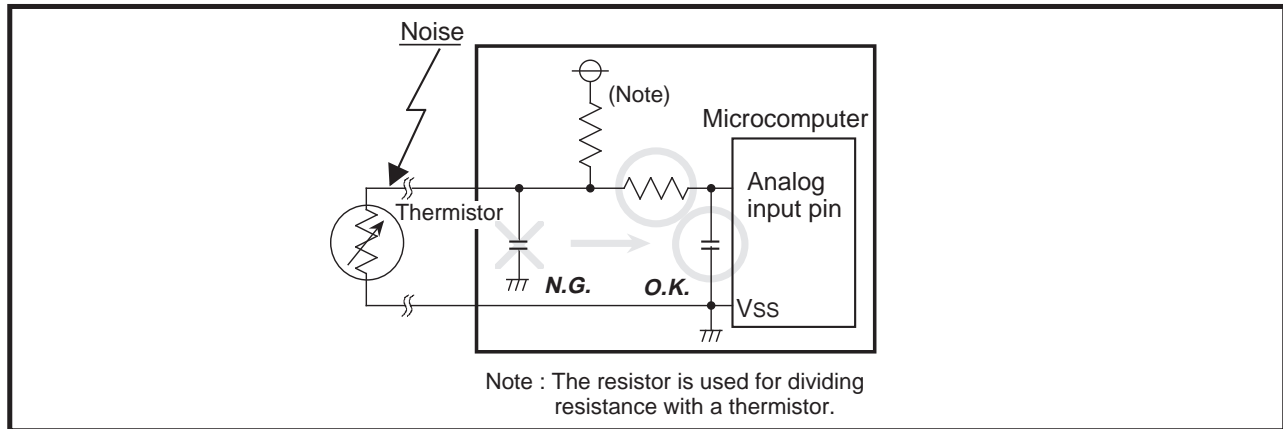 Noise
(Note)
Microcomputer
Analog
input pin
Thermistor
N.G.
O.K.
VSS
Note : The resistor is used for dividing
resistance with a thermistor.